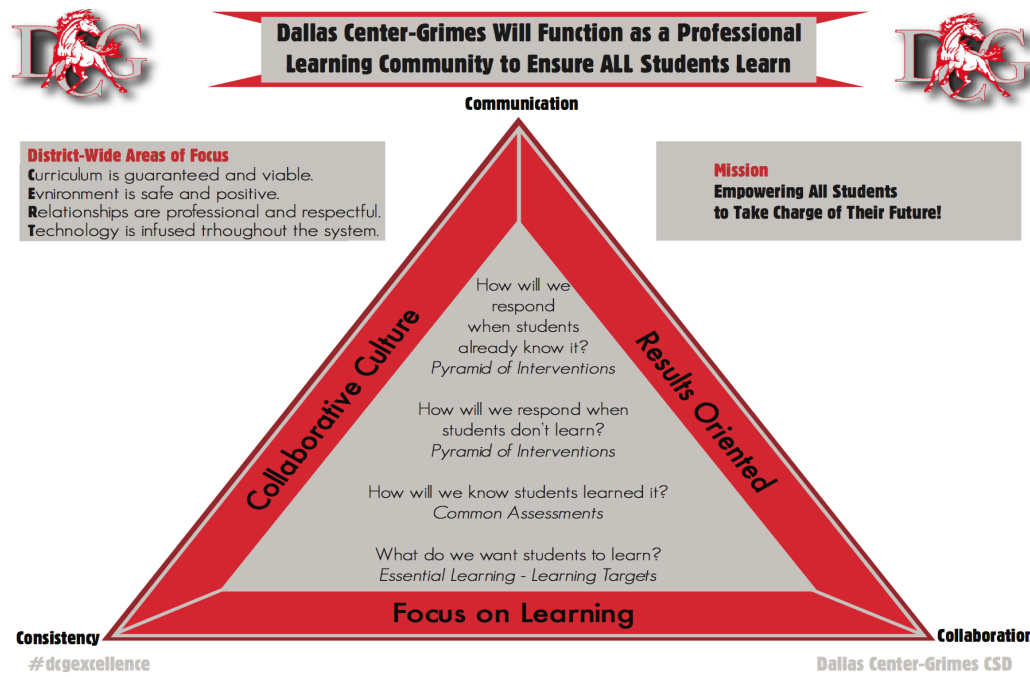 DCG
Dallas Center-Grimes Will Function as a Professional
Learning Community to Ensure ALL Students Learn
DCG
Communication
District-Wide Areas of Focus
Curriculum is guaranteed and viable.
Evnironment is safe and positive.
Relationships are professional and respectful.
Technology is infused trhoughout the system.
Mission
Empowering All Students
to Take Charge of Their Future!
Collaborative Culture
Results Oriented
How will we
respond
when students
already know it?
Pyramid of Interventions
How will we respond when
students don't learn?
Pyramid of Interventions
How will we know students learned it?
Common Assessments
What do we want students to learn?
Essential Learning - Learning Targets
Focus on Learning
Consistency
Collaboration
#dcgexcellence
Dallas Center-Grimes CSD